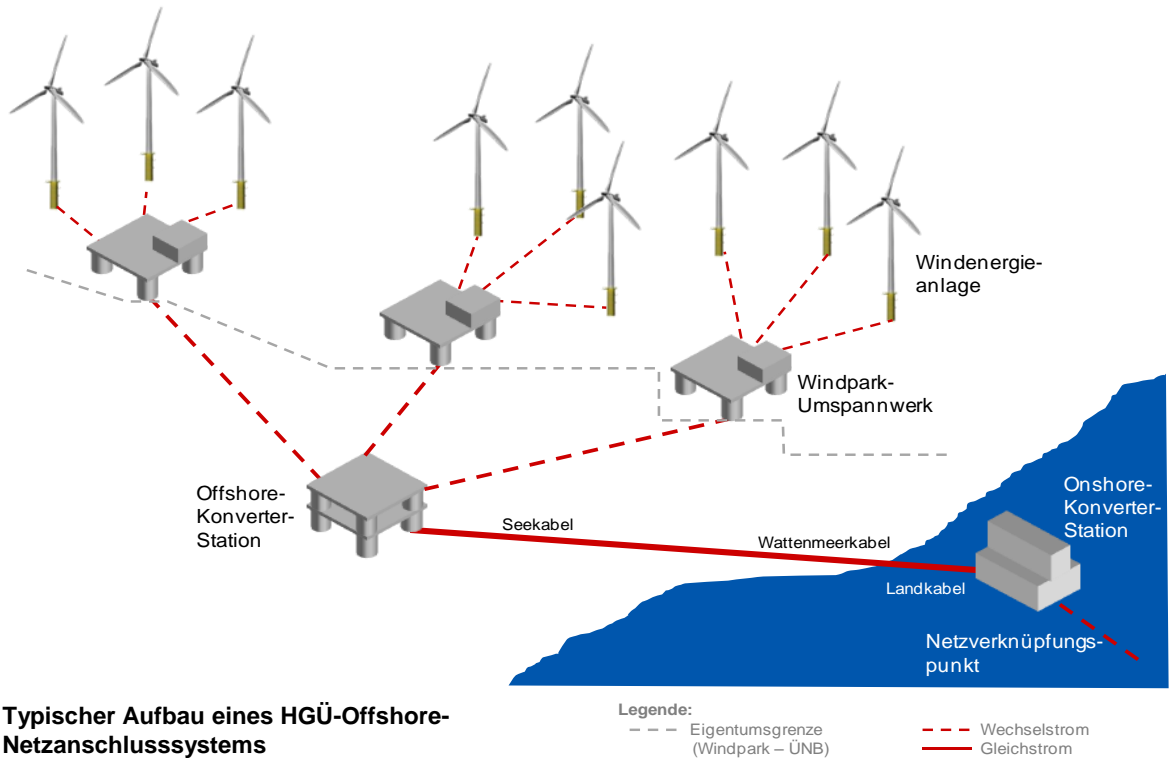 Windenergie-
anlage
Windpark-
Umspannwerk
Offshore-
Konverter-
Station
Seekabel
Wattenmeerkabel
Landkabel
Onshore-
Konverter-
Station
Netzverknüpfungs-
punkt
Typischer Aufbau eines HGÜ-Offshore-
Netzanschlusssystems
Legende:
Eigentumsgrenze
(Windpark – ÜNB)
Wechselstrom
Gleichstrom